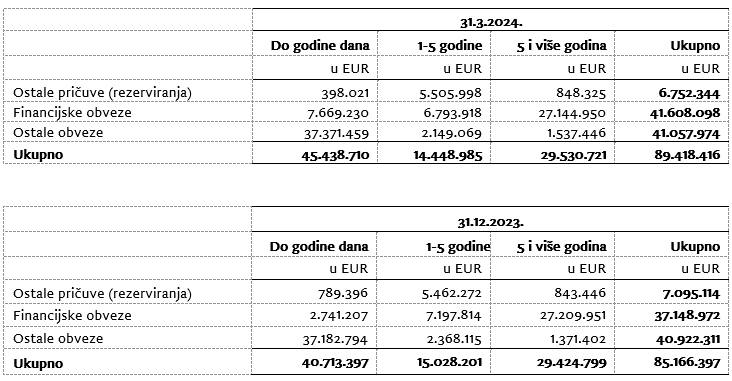 31.3.2024.
Do godine dana 1-5 godine 5 i više godina Ukupno
u EUR u EUR u EUR u EUR
Ostale pričuve (rezerviranja) 398.021 5.505.998 848.325 6.752.344
Financijske obveze 7.669.230 6.793.918 27.144.950 41.608.098
Ostale obveze 37.371.459 2.149.069 1.537.446 41.057.974
Ukupno 45.438.710 14.448.985 29.530.721 89.418.416
31.12.2023.
Do godine dana 1-5 godine 5 i više godina Ukupno
u EUR u EUR u EUR u EUR
Ostale pričuve (rezerviranja) 789.396 5.462.272 843.446 7.095.114
Financijske obveze 2.741.207 7.197.814 27.209.951 37.148.972
Ostale obveze 37.182.794 2.368.115 1.371.402 40.922.311
Ukupno 40.713.397 15.028.201 29.424.799 85.166.397